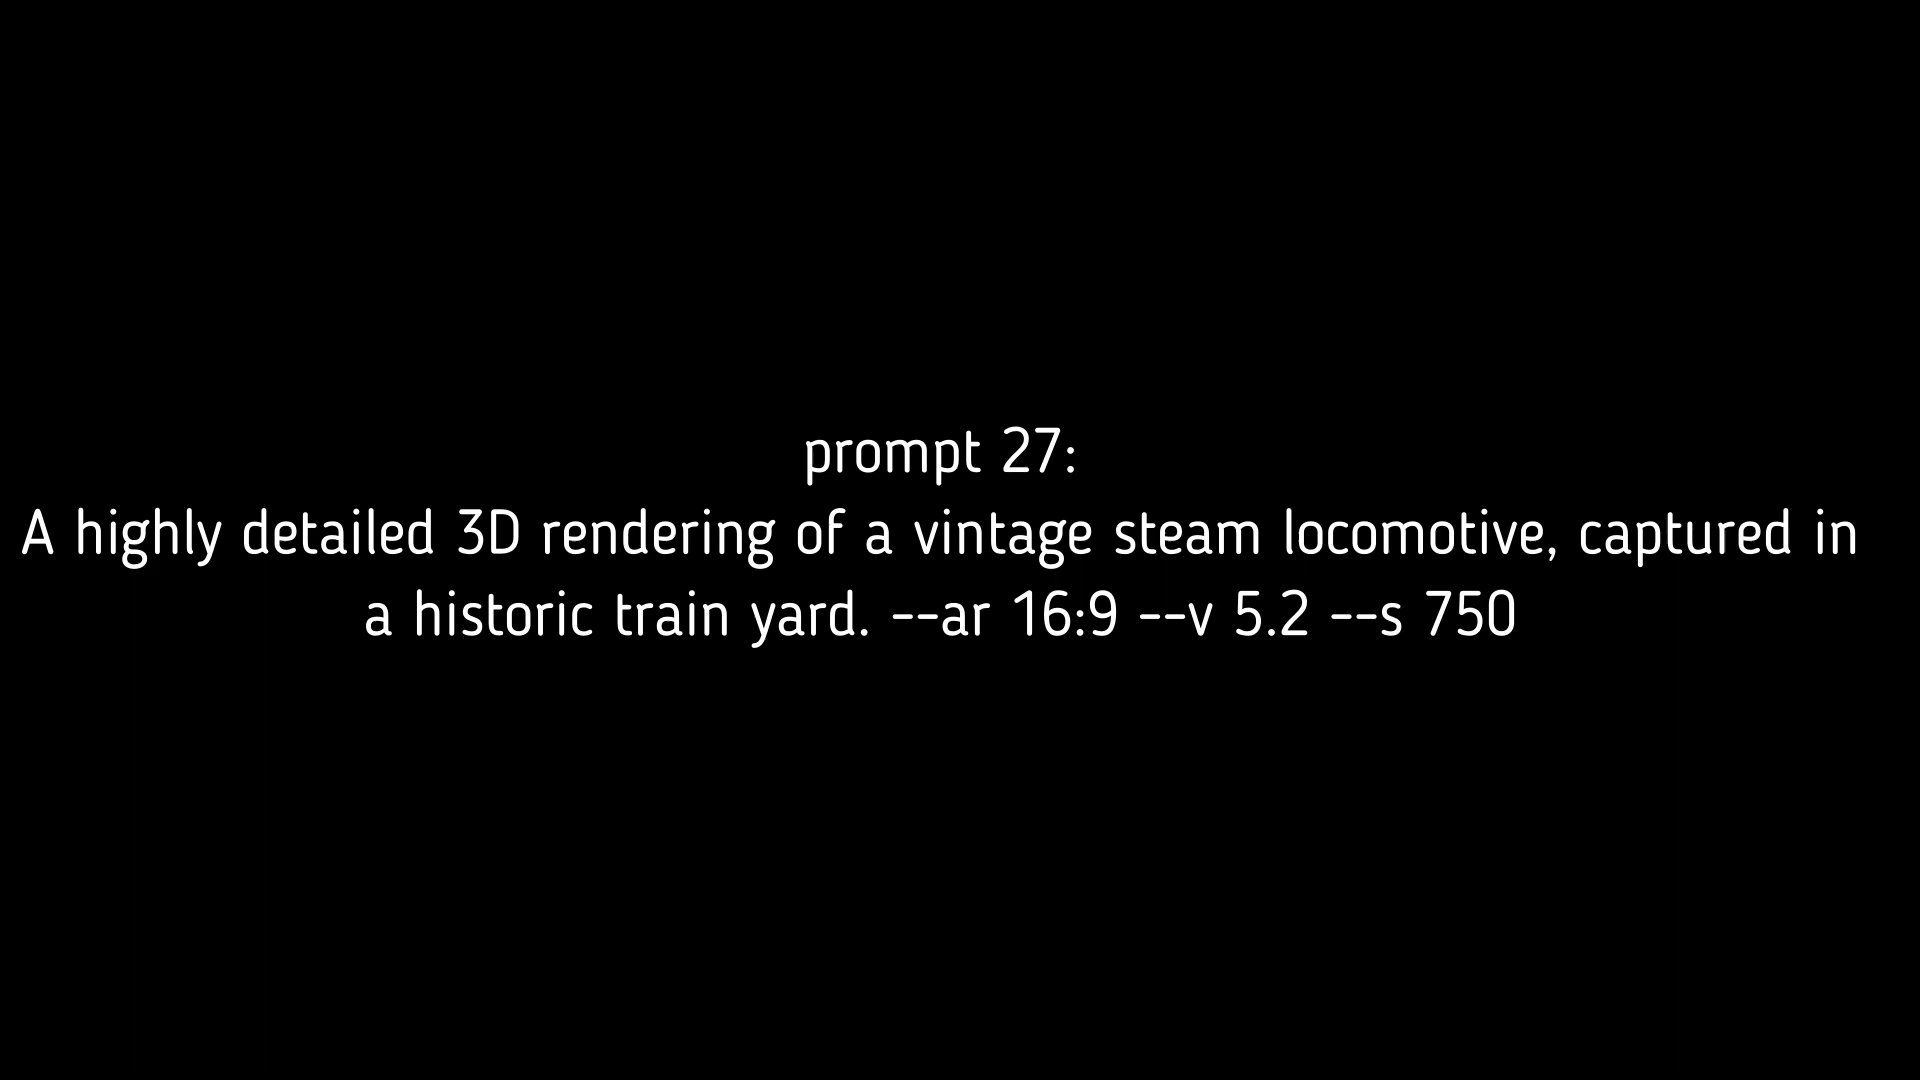 prompt 27:
A highly detailed 3D rendering of a vintage steam locomotive, captured in
a historic train yard. --ar 16:9 --v 5.2 --s 750